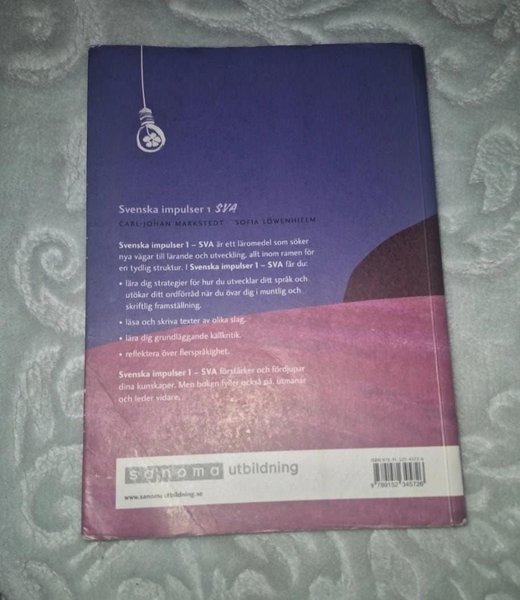 Svenska impulser 1 SVA
CARL-JOHAN MARKSTEDT SOFIA LÖWENHIELM
Svenska impulser 1 – SVA är ett läromedel som söker
nya vägar till lärande och utveckling, allt inom ramen för
en tydlig struktur. I Svenska impulser 1 – SVA får du:
• lära dig strategier för hur du utvecklar ditt språk och
utökar ditt ordförråd när du övar dig i muntlig och
skriftlig framställning.
• läsa och skriva texter av olika slag.
• lära dig grundläggande källkritik.
• reflektera över flerspråkighet.
Svenska impulser 1 – SVA förstärker och fördjupar
dina kunskaper. Men boken fyller också på, utmanar
och leder vidare.
sanoma utbildning
www.sanomautbildning.se
9 789152 345726